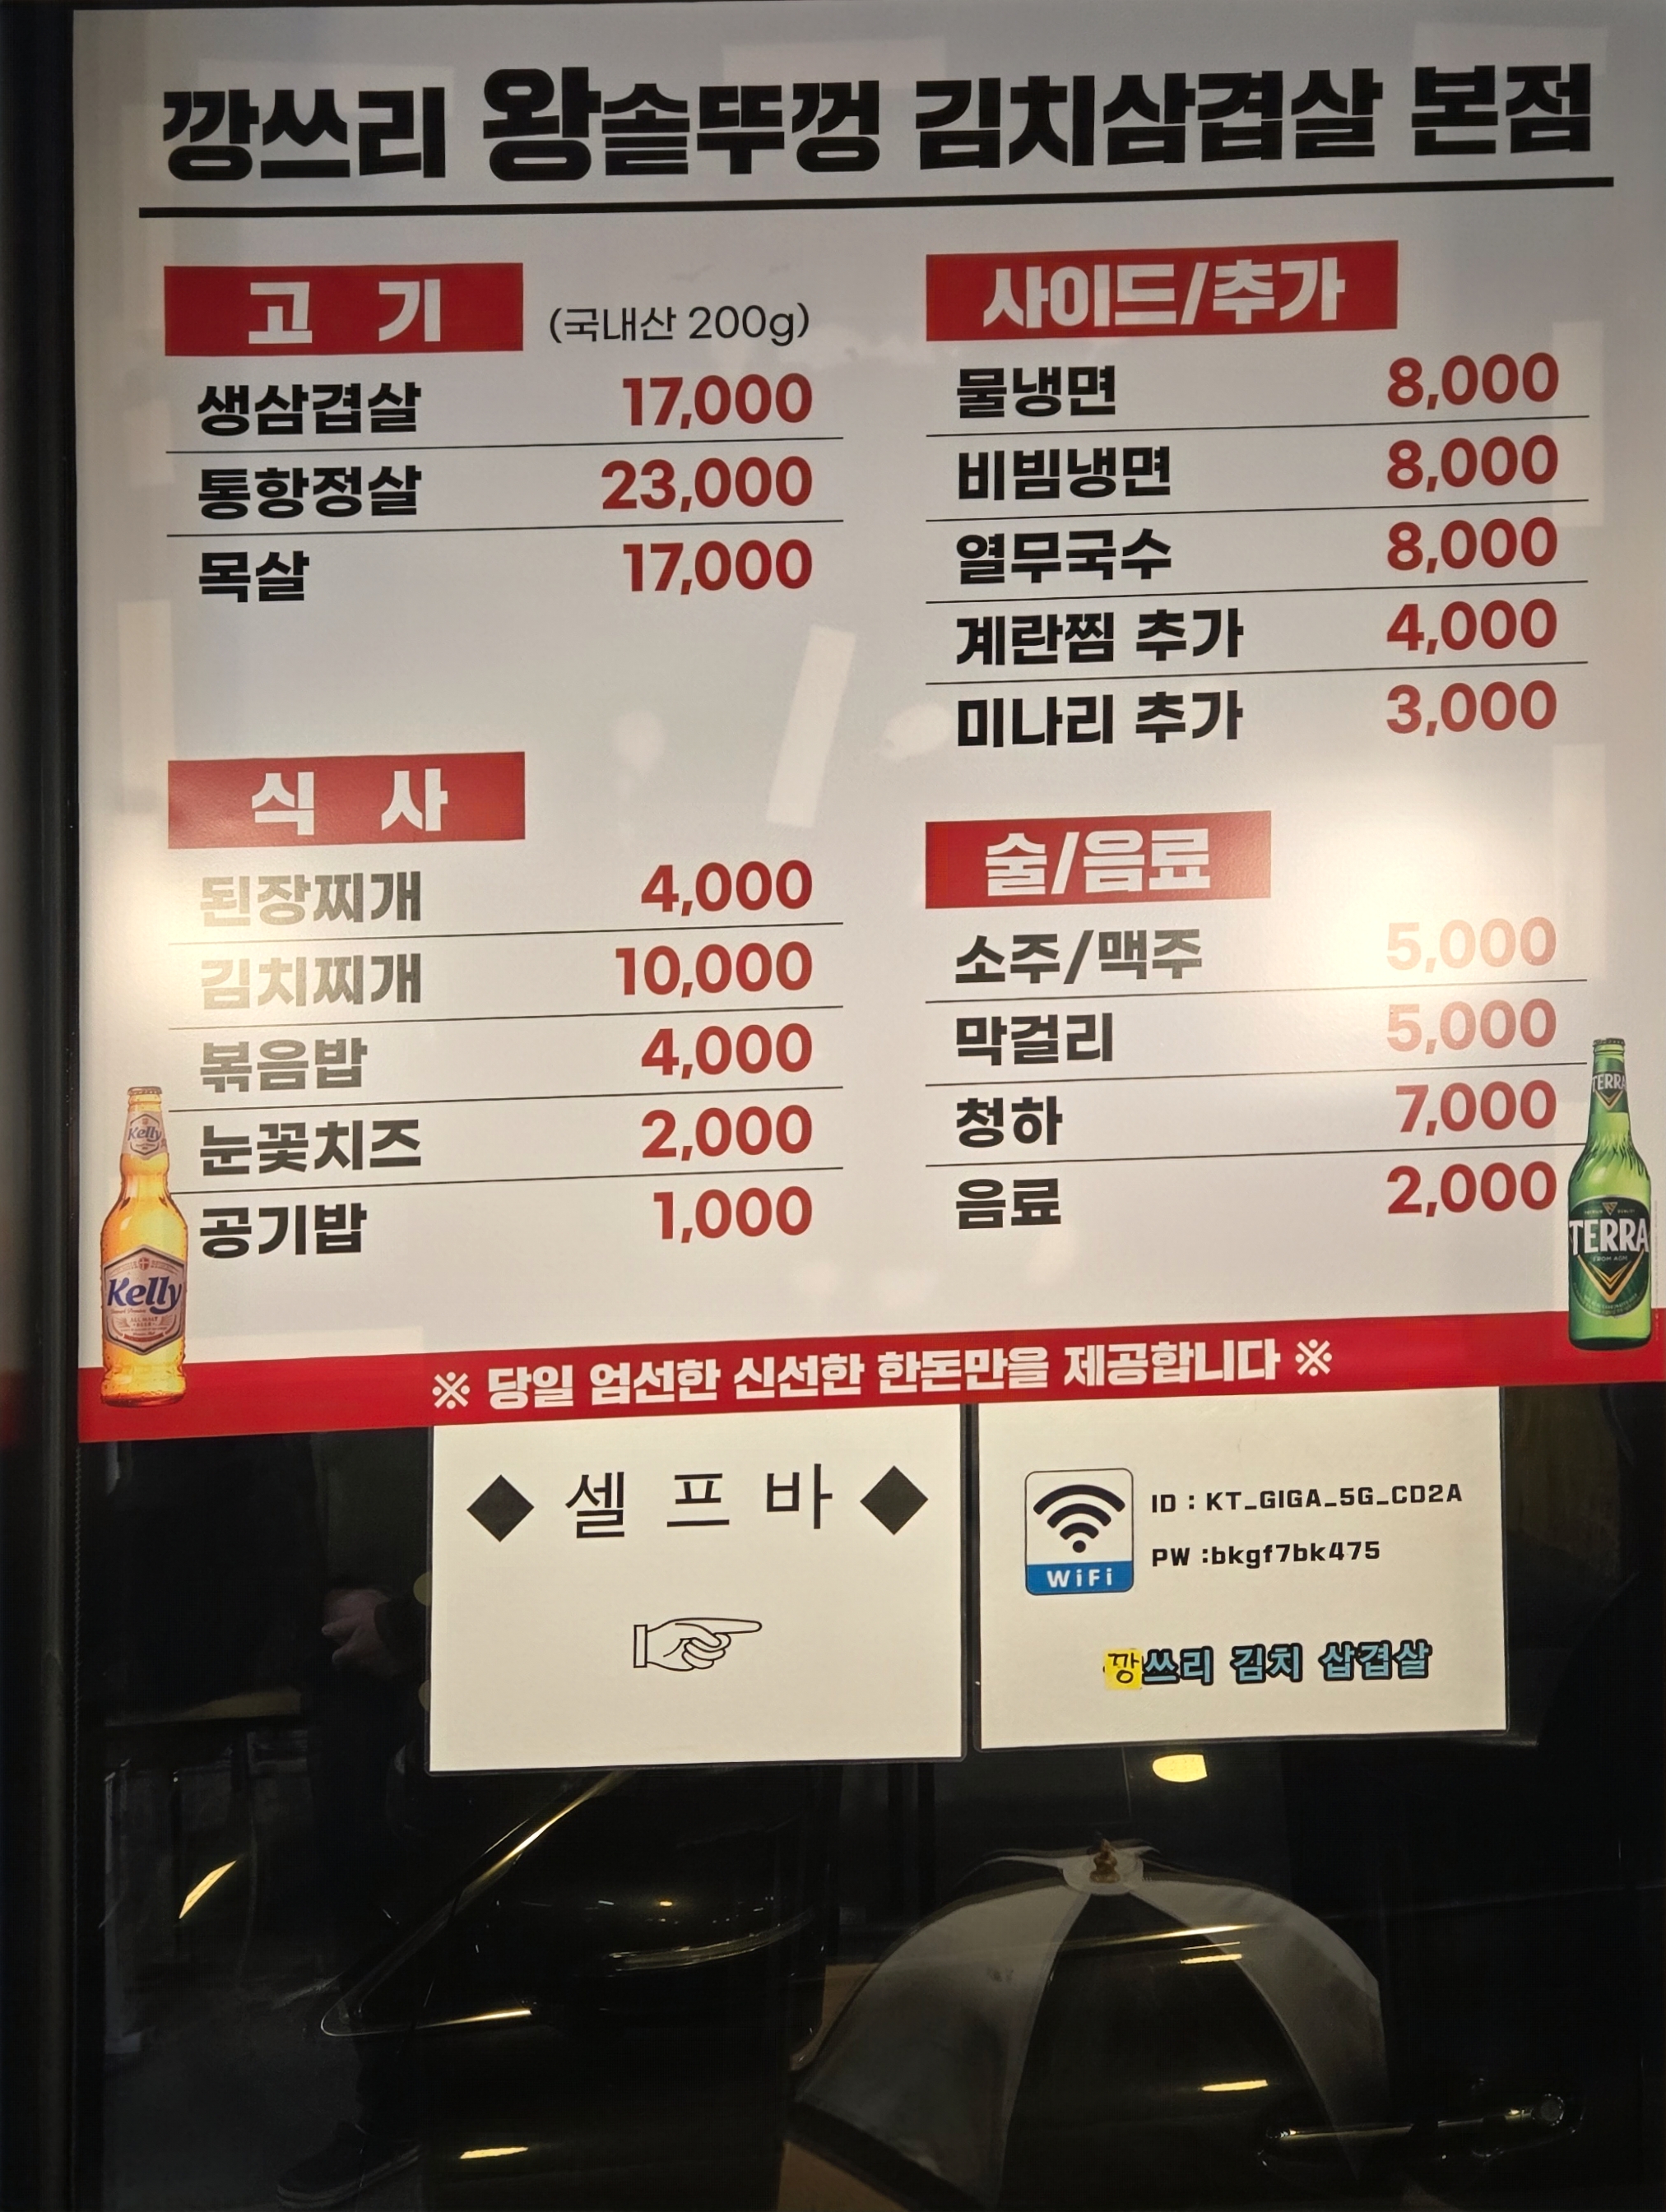 깡쓰리 왕솥뚜껑 김치삼겹살 본점
고 기 (국내산 200g)
생삼겹살 17,000
통항정살 23,000
목살 17,000
식 사
된장찌개 4,000
김치찌개 10,000
볶음밥 4,000
눈꽃치즈 2,000
공기밥 1,000
사이드/추가
물냉면 8,000
비빔냉면 8,000
열무국수 8,000
계란찜 추가 4,000
미나리 추가 3,000
술/음료
소주/맥주 5,000
막걸리 5,000
청하 7,000
음료 2,000
Kelly
Kelly
TERRA
TERRA
※ 당일 엄선한 신선한 한돈만을 제공합니다 ※
◆ 셀 프 바 ◆
WiFi
ID : KT_GIGA_5G_CD2A
PW :bkgf7bk475
깡쓰리 김치 삽겹살